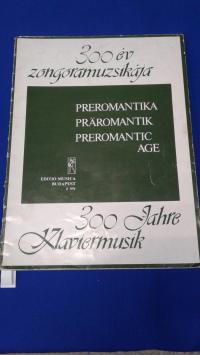 300 év
zongoramuzsikája
PREROMANTIKA
PRÄROMANTIK
PREROMANTIC
AGE
EDITIO MUSICA
BUDAPEST
300 Jahre
Klaviermusik